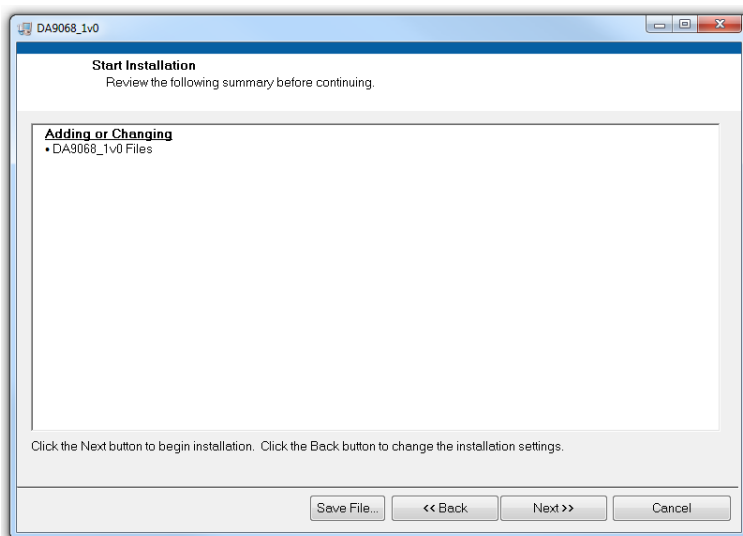 DA9068_1v0
Start Installation
Review the following summary before continuing.
Adding or Changing
• DA9068_1v0 Files
Click the Next button to begin installation.  Click the Back button to change the installation settings.
Save File... << Back Next >> Cancel